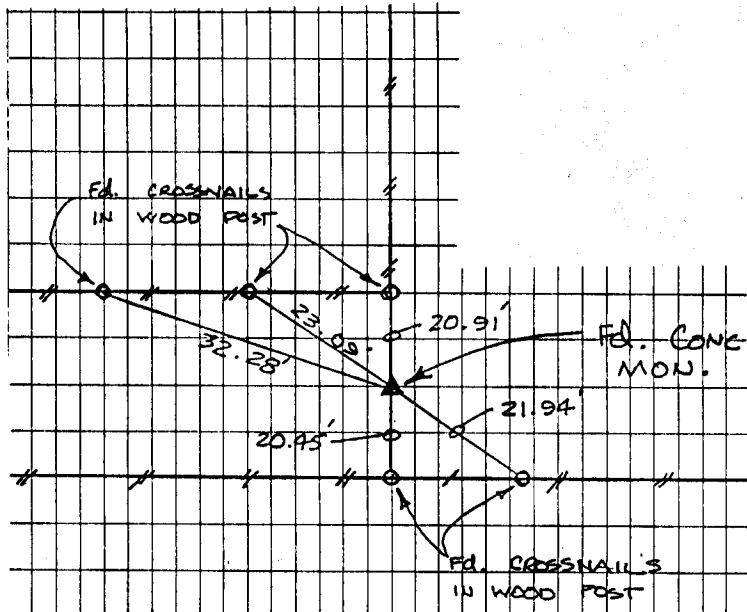 Fd. CROSSNAILS
IN WOOD POST
20.91'
23.09'
32.28'
Fd. CONC
MON.
21.94'
20.45'
Fd. CROSSNAILS
IN WOOD POST